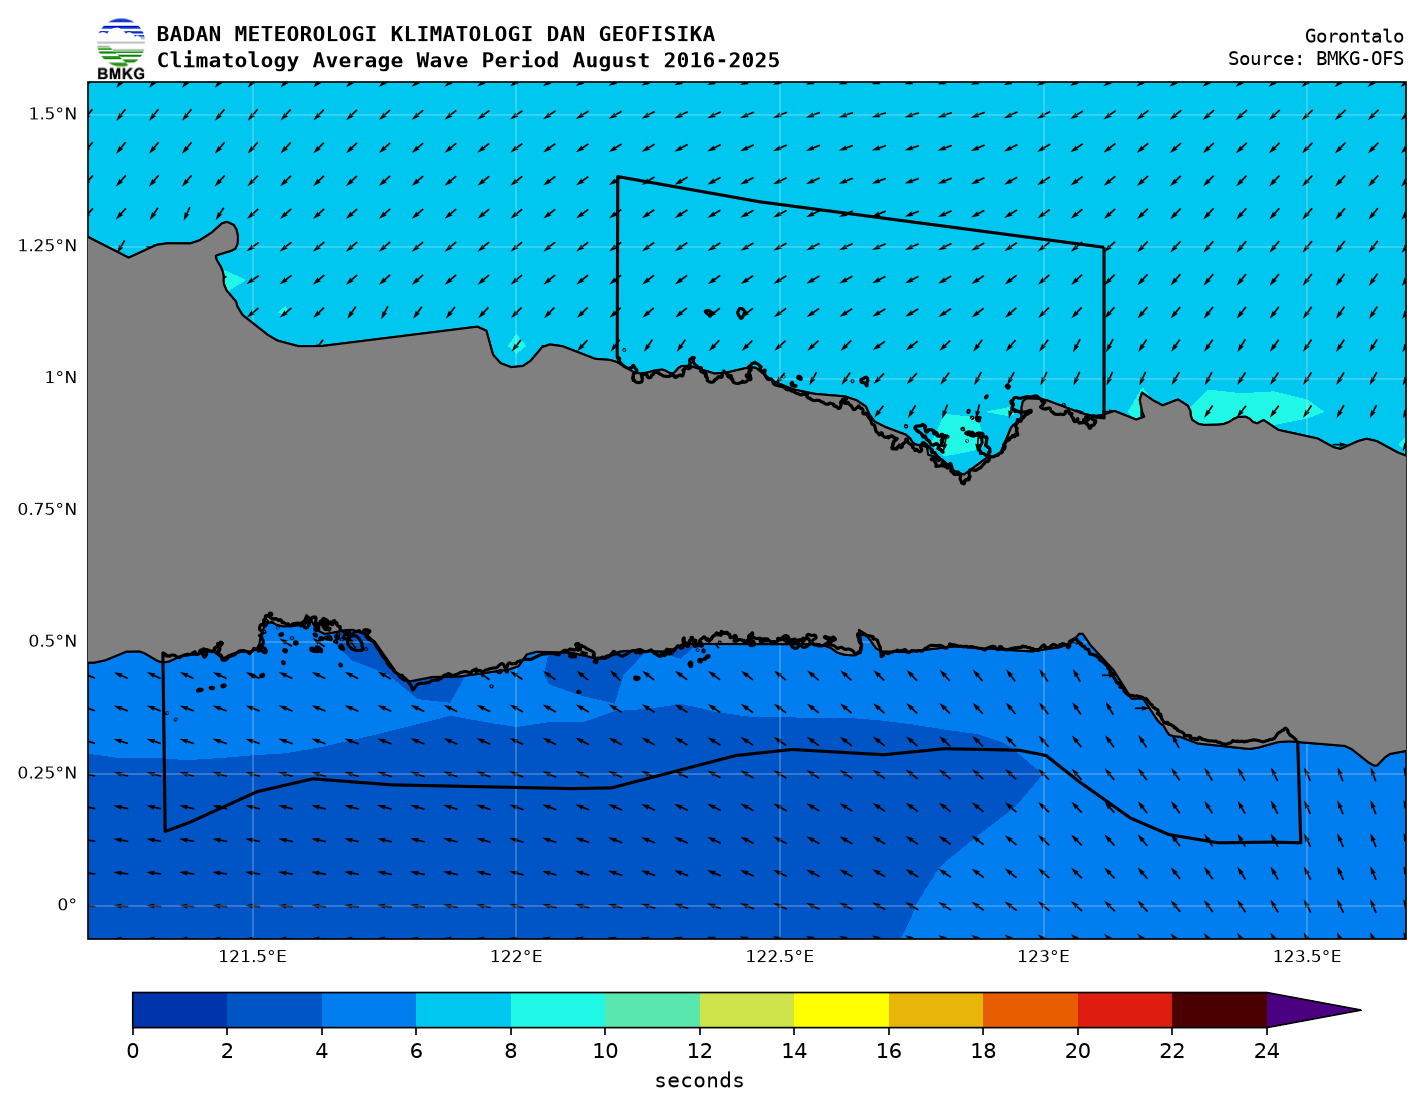 BADAN METEOROLOGI KLIMATOLOGI DAN GEOFISIKA
Climatology Average Wave Period August 2016-2025
BMKG
Gorontalo
Source: BMKG-OFS
1.5°N
1.25°N
1°N
0.75°N
0.5°N
0.25°N
0°
121.5°E 122°E 122.5°E 123°E 123.5°E
0 2 4 6 8 10 12 14 16 18 20 22 24
seconds